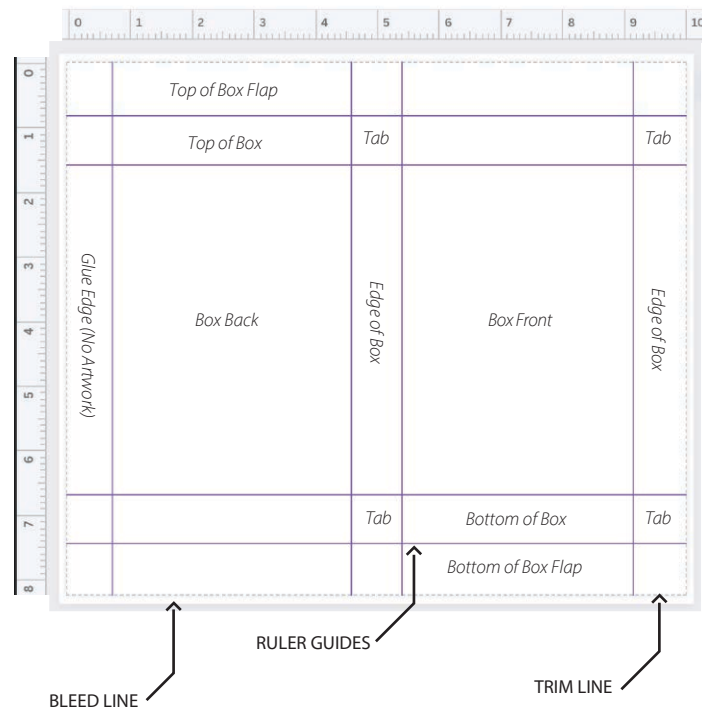 0 1 2 3 4 5 6 7 8 9 10
0
1
2
3
4
5
6
7
8
Top of Box Flap
Top of Box
Tab
Tab
Glue Edge (No Artwork)
Box Back
Edge of Box
Box Front
Edge of Box
Tab
Bottom of Box
Tab
Bottom of Box Flap
RULER GUIDES
TRIM LINE
BLEED LINE